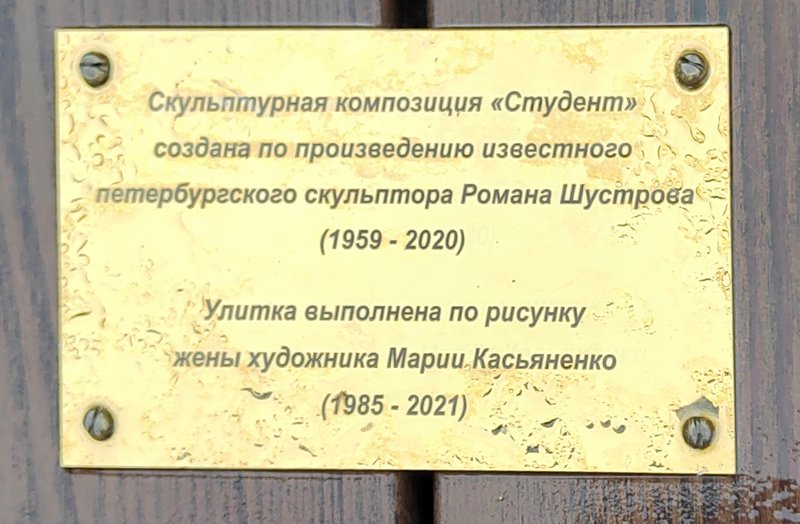 Скульптурная композиция «Студент»
создана по произведению известного
петербургского скульптора Романа Шустрова
(1959 - 2020)
Улитка выполнена по рисунку
жены художника Марии Касьяненко
(1985 - 2021)